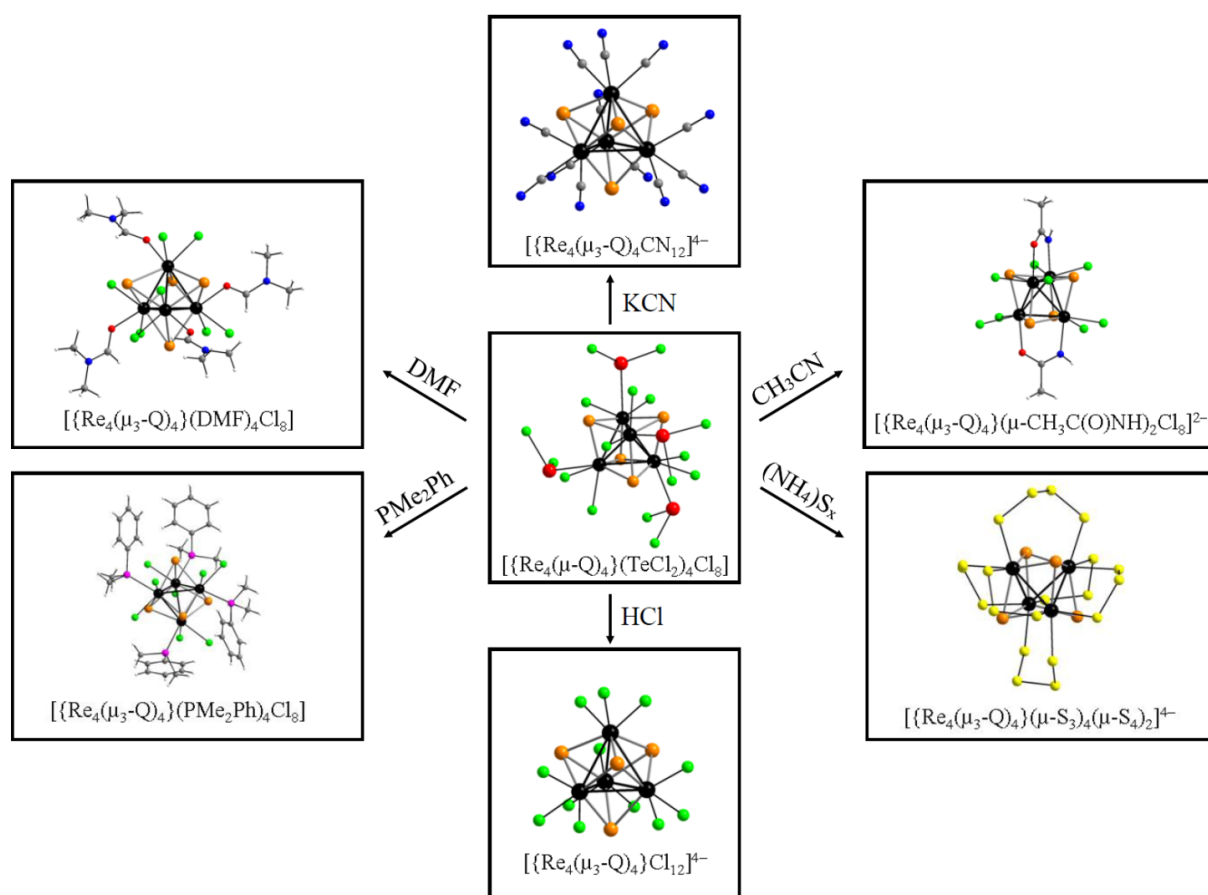 [{Re₄(µ₃-Q)₄CN₁₂]⁴⁻
KCN
[{Re₄(µ₃-Q)₄}(DMF)₄Cl₈]
DMF
CH₃CN
[{Re₄(µ₃-Q)₄}(µ-CH₃C(O)NH)₂Cl₈]²⁻
[{Re₄(µ-Q)₄}(TeCl₂)₄Cl₈]
PMe₂Ph
(NH₄)Sₓ
[{Re₄(µ₃-Q)₄}(PMe₂Ph)₄Cl₈]
HCl
[{Re₄(µ₃-Q)₄}(µ-S₃)₄(µ-S₄)₂]⁴⁻
[{Re₄(µ₃-Q)₄}Cl₁₂]⁴⁻